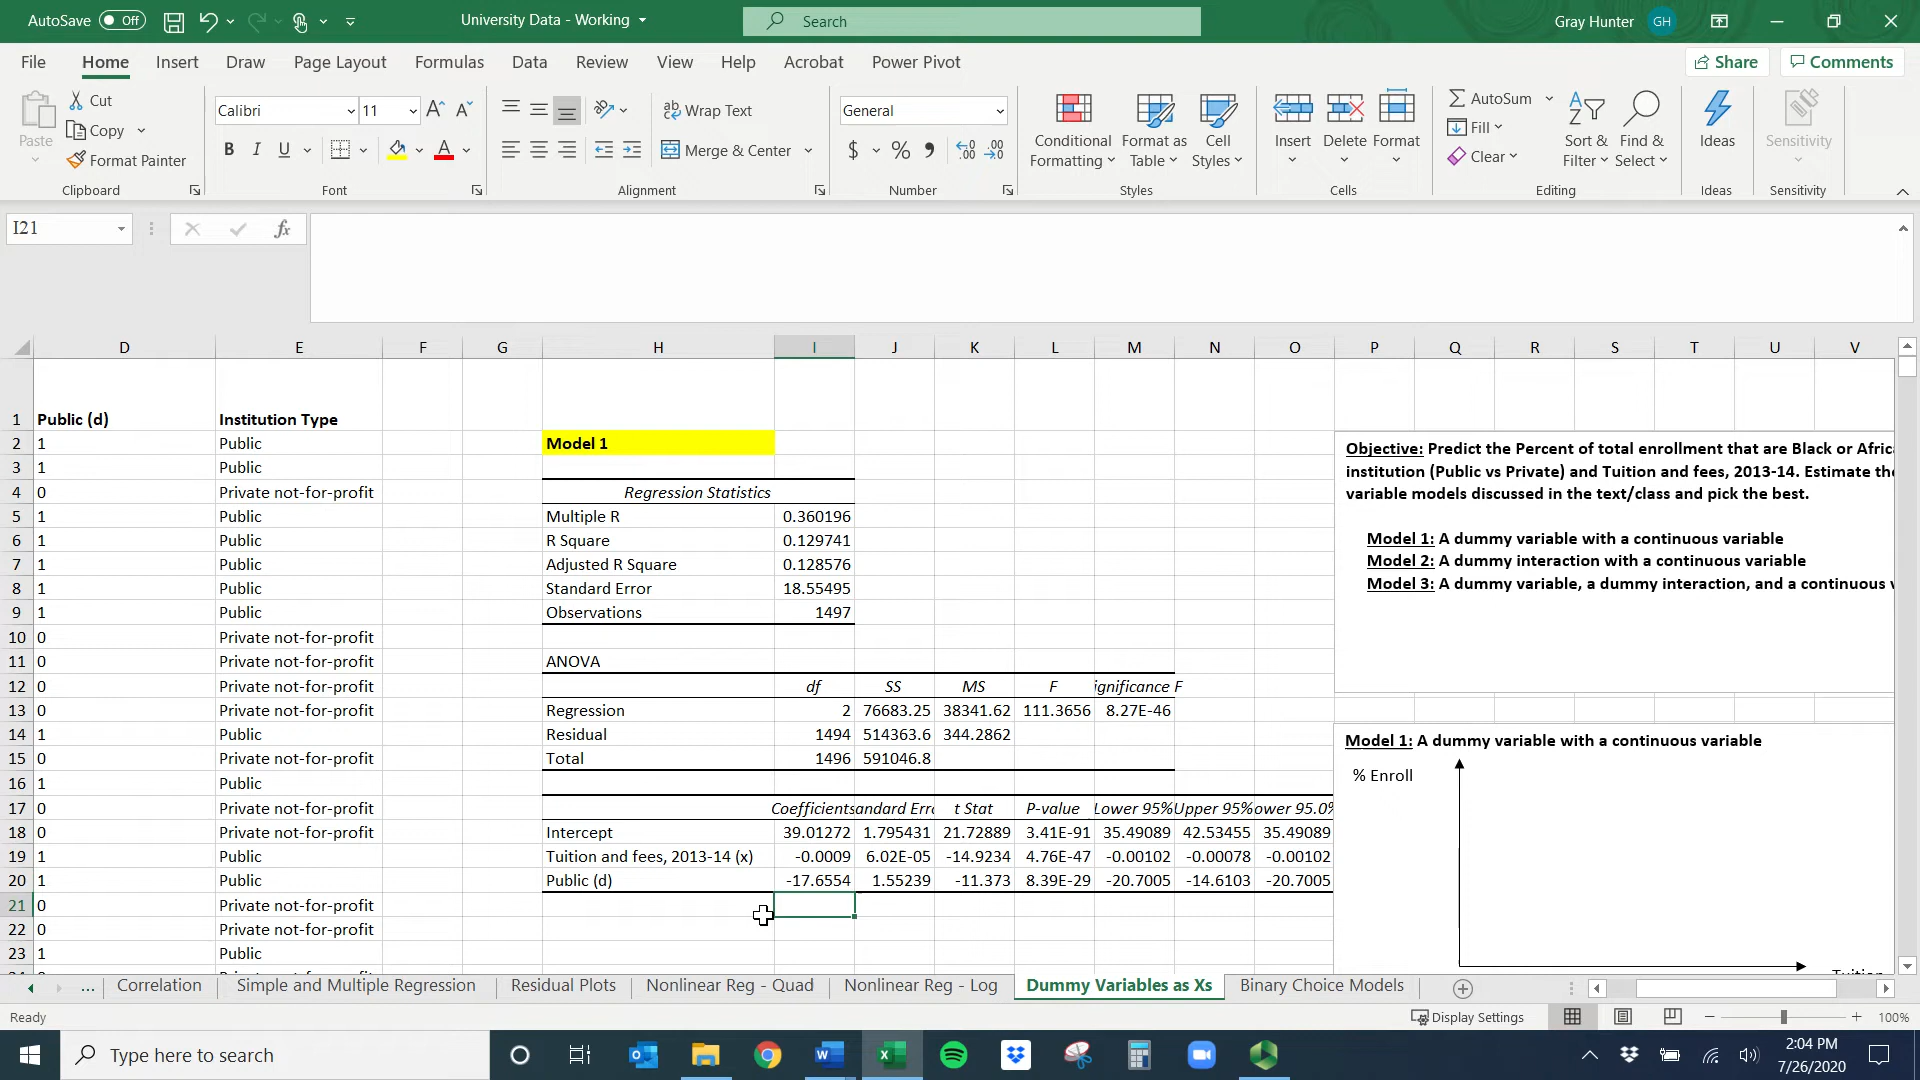 AutoSave Off University Data - Working Search Gray Hunter GH
File Home Insert Draw Page Layout Formulas Data Review View Help Acrobat Power Pivot Share Comments
Paste
Cut
Copy
Format Painter
Clipboard
Calibri 11
B I U
Font
Wrap Text
Merge & Center
Alignment
General
$ % 9
Number
Conditional Formatting
Format as Table
Cell Styles
Styles
Insert Delete Format
Cells
AutoSum
Fill
Clear
Sort & Filter
Find & Select
Editing
Ideas
Ideas
Sensitivity
Sensitivity
I21 fx
D E F G H I J K L M N O P Q R S T U V
1 Public (d) Institution Type
2 1 Public Model 1
3 1 Public
4 0 Private not-for-profit Regression Statistics
5 1 Public Multiple R 0.360196
6 1 Public R Square 0.129741
7 1 Public Adjusted R Square 0.128576
8 1 Public Standard Error 18.55495
9 1 Public Observations 1497
10 0 Private not-for-profit
11 0 Private not-for-profit ANOVA
12 0 Private not-for-profit df SS MS F ignificance F
13 0 Private not-for-profit Regression 2 76683.25 38341.62 111.3656 8.27E-46
14 1 Public Residual 1494 514363.6 344.2862
15 0 Private not-for-profit Total 1496 591046.8
16 1 Public
17 0 Private not-for-profit Coefficients andard Erro t Stat P-value Lower 95% Upper 95% ower 95.0%
18 0 Private not-for-profit Intercept 39.01272 1.795431 21.72889 3.41E-91 35.49089 42.53455 35.49089
19 1 Public Tuition and fees, 2013-14 (x) -0.0009 6.02E-05 -14.9234 4.76E-47 -0.00102 -0.00078 -0.00102
20 1 Public Public (d) -17.6554 1.55239 -11.373 8.39E-29 -20.7005 -14.6103 -20.7005
21 0 Private not-for-profit
22 0 Private not-for-profit
23 1 Public
Objective: Predict the Percent of total enrollment that are Black or Afric
institution (Public vs Private) and Tuition and fees, 2013-14. Estimate the
variable models discussed in the text/class and pick the best.
Model 1: A dummy variable with a continuous variable
Model 2: A dummy interaction with a continuous variable
Model 3: A dummy variable, a dummy interaction, and a continuous v
Model 1: A dummy variable with a continuous variable
% Enroll
Tuition
... Correlation Simple and Multiple Regression Residual Plots Nonlinear Reg - Quad Nonlinear Reg - Log Dummy Variables as Xs Binary Choice Models
Ready Display Settings 100%
Type here to search
2:04 PM
7/26/2020